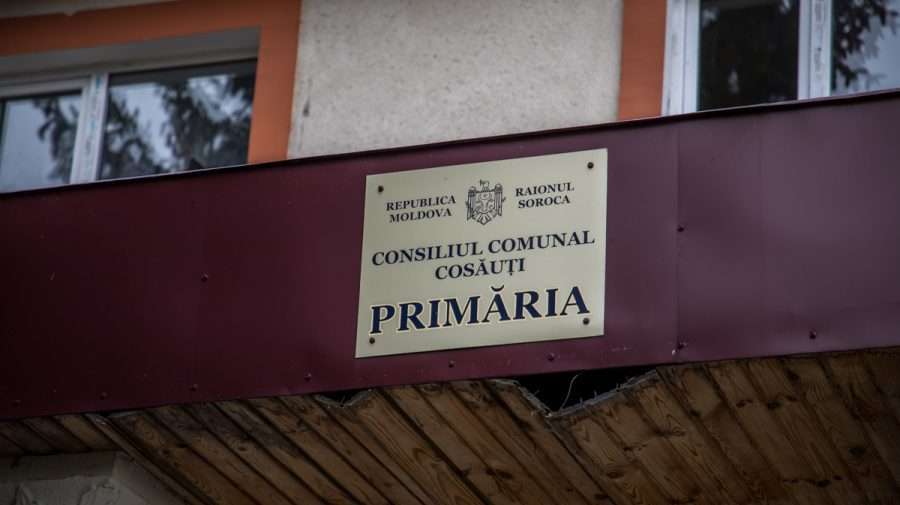 REPUBLICA MOLDOVA
RAIONUL SOROCA
CONSILIUL COMUNAL
COSĂUȚI
PRIMĂRIA